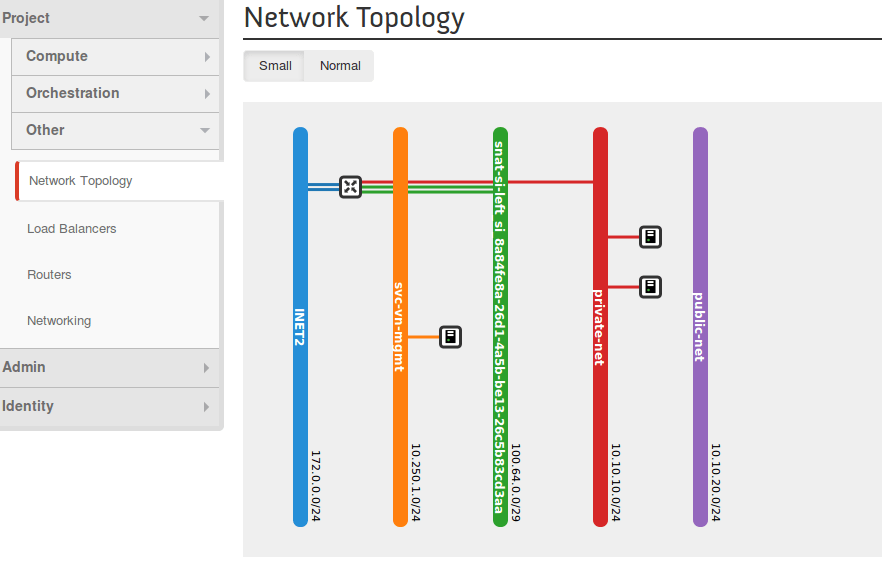 Project
Compute
Orchestration
Other
Network Topology
Load Balancers
Routers
Networking
Admin
Identity
Network Topology
Small
Normal
INET2
172.0.0.0/24
svc-vn-mgmt
10.250.1.0/24
snat-si-left_si_8a84fe8a-26d1-4a5b-be13-26c5b83cd3aa
100.64.0.0/29
private-net
10.10.10.0/24
public-net
10.10.20.0/24